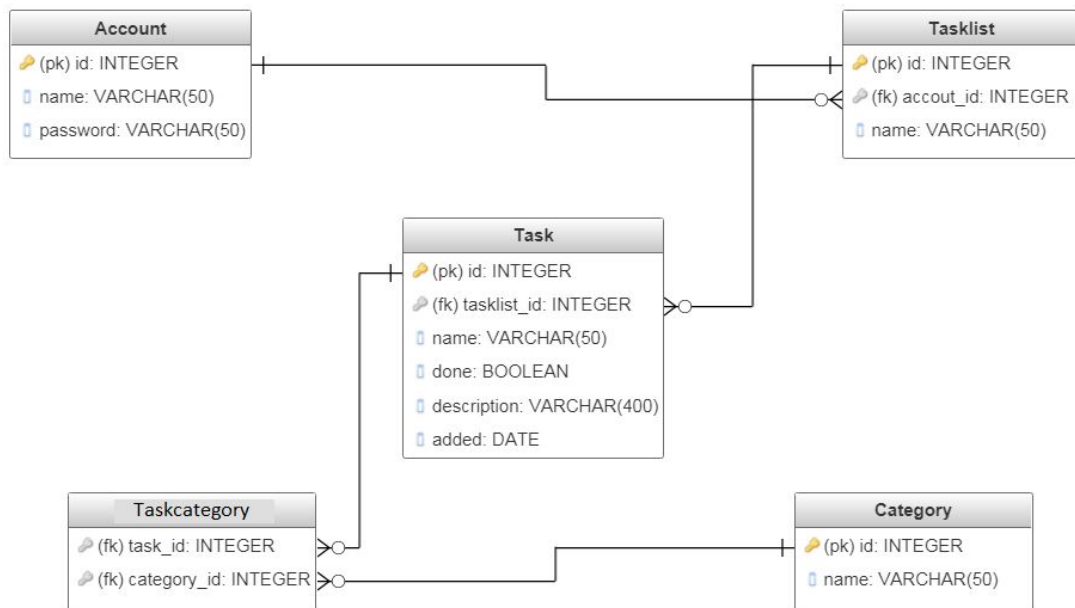 Account
(pk) id: INTEGER
name: VARCHAR(50)
password: VARCHAR(50)
Tasklist
(pk) id: INTEGER
(fk) accout_id: INTEGER
name: VARCHAR(50)
Task
(pk) id: INTEGER
(fk) tasklist_id: INTEGER
name: VARCHAR(50)
done: BOOLEAN
description: VARCHAR(400)
added: DATE
Taskcategory
(fk) task_id: INTEGER
(fk) category_id: INTEGER
Category
(pk) id: INTEGER
name: VARCHAR(50)